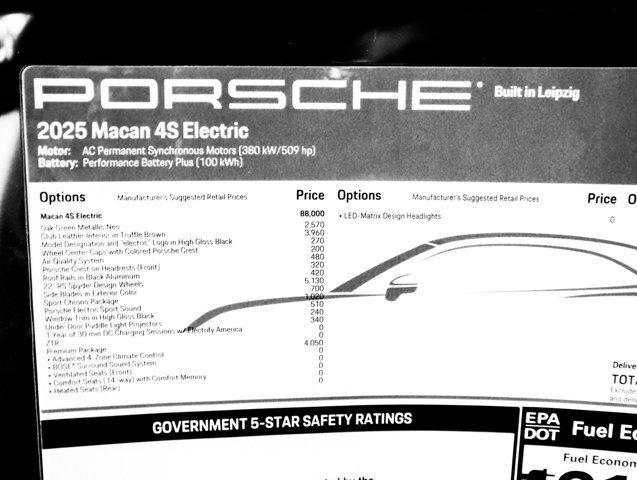 PORSCHE
Built in Leipzig
2025 Macan 4S Electric
Motor: AC Permanent Synchronous Motors (380 kW/509 hp)
Battery: Performance Battery Plus (100 kWh)
Options Manufacturer's Suggested Retail Prices Price
Macan 4S Electric 88,000
Oak Green Metallic Neo 2,570
Club Leather Interior in Truffle Brown 3,960
Model Designation and "electric" Logo in High Gloss Black 270
Wheel Center Caps with Colored Porsche Crest 200
Air Quality System 480
Porsche Crest on Headrests (Front) 320
Roof Rails in Black Aluminum 420
22" RS Spyder Design Wheels 5,130
Side Blades in Exterior Color 700
Sport Chrono Package 1,020
Porsche Electric Sport Sound 510
Window Trim in High Gloss Black 240
Under Door Puddle Light Projectors 340
1 Year of 30 min DC Charging Sessions w/ Electrify America 0
Z1R 0
Premium Package 4,050
• Advanced 4-Zone Climate Control 0
• BOSE® Surround Sound System 0
• Ventilated Seats (Front) 0
• Comfort Seats (14-way) with Comfort Memory 0
• Heated Seats (Rear) 0
Options Manufacturer's Suggested Retail Prices Price
• LED-Matrix Design Headlights 0
O
Deliver
TOTA
Excludes
and deliv
GOVERNMENT 5-STAR SAFETY RATINGS
EPA
DOT
Fuel Ec
Fuel Econom